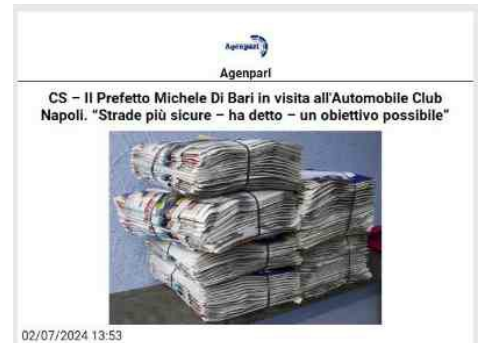 Agenparl
Agenparl
CS – Il Prefetto Michele Di Bari in visita all'Automobile Club
Napoli. “Strade più sicure – ha detto – un obiettivo possibile”
02/07/2024 13:53